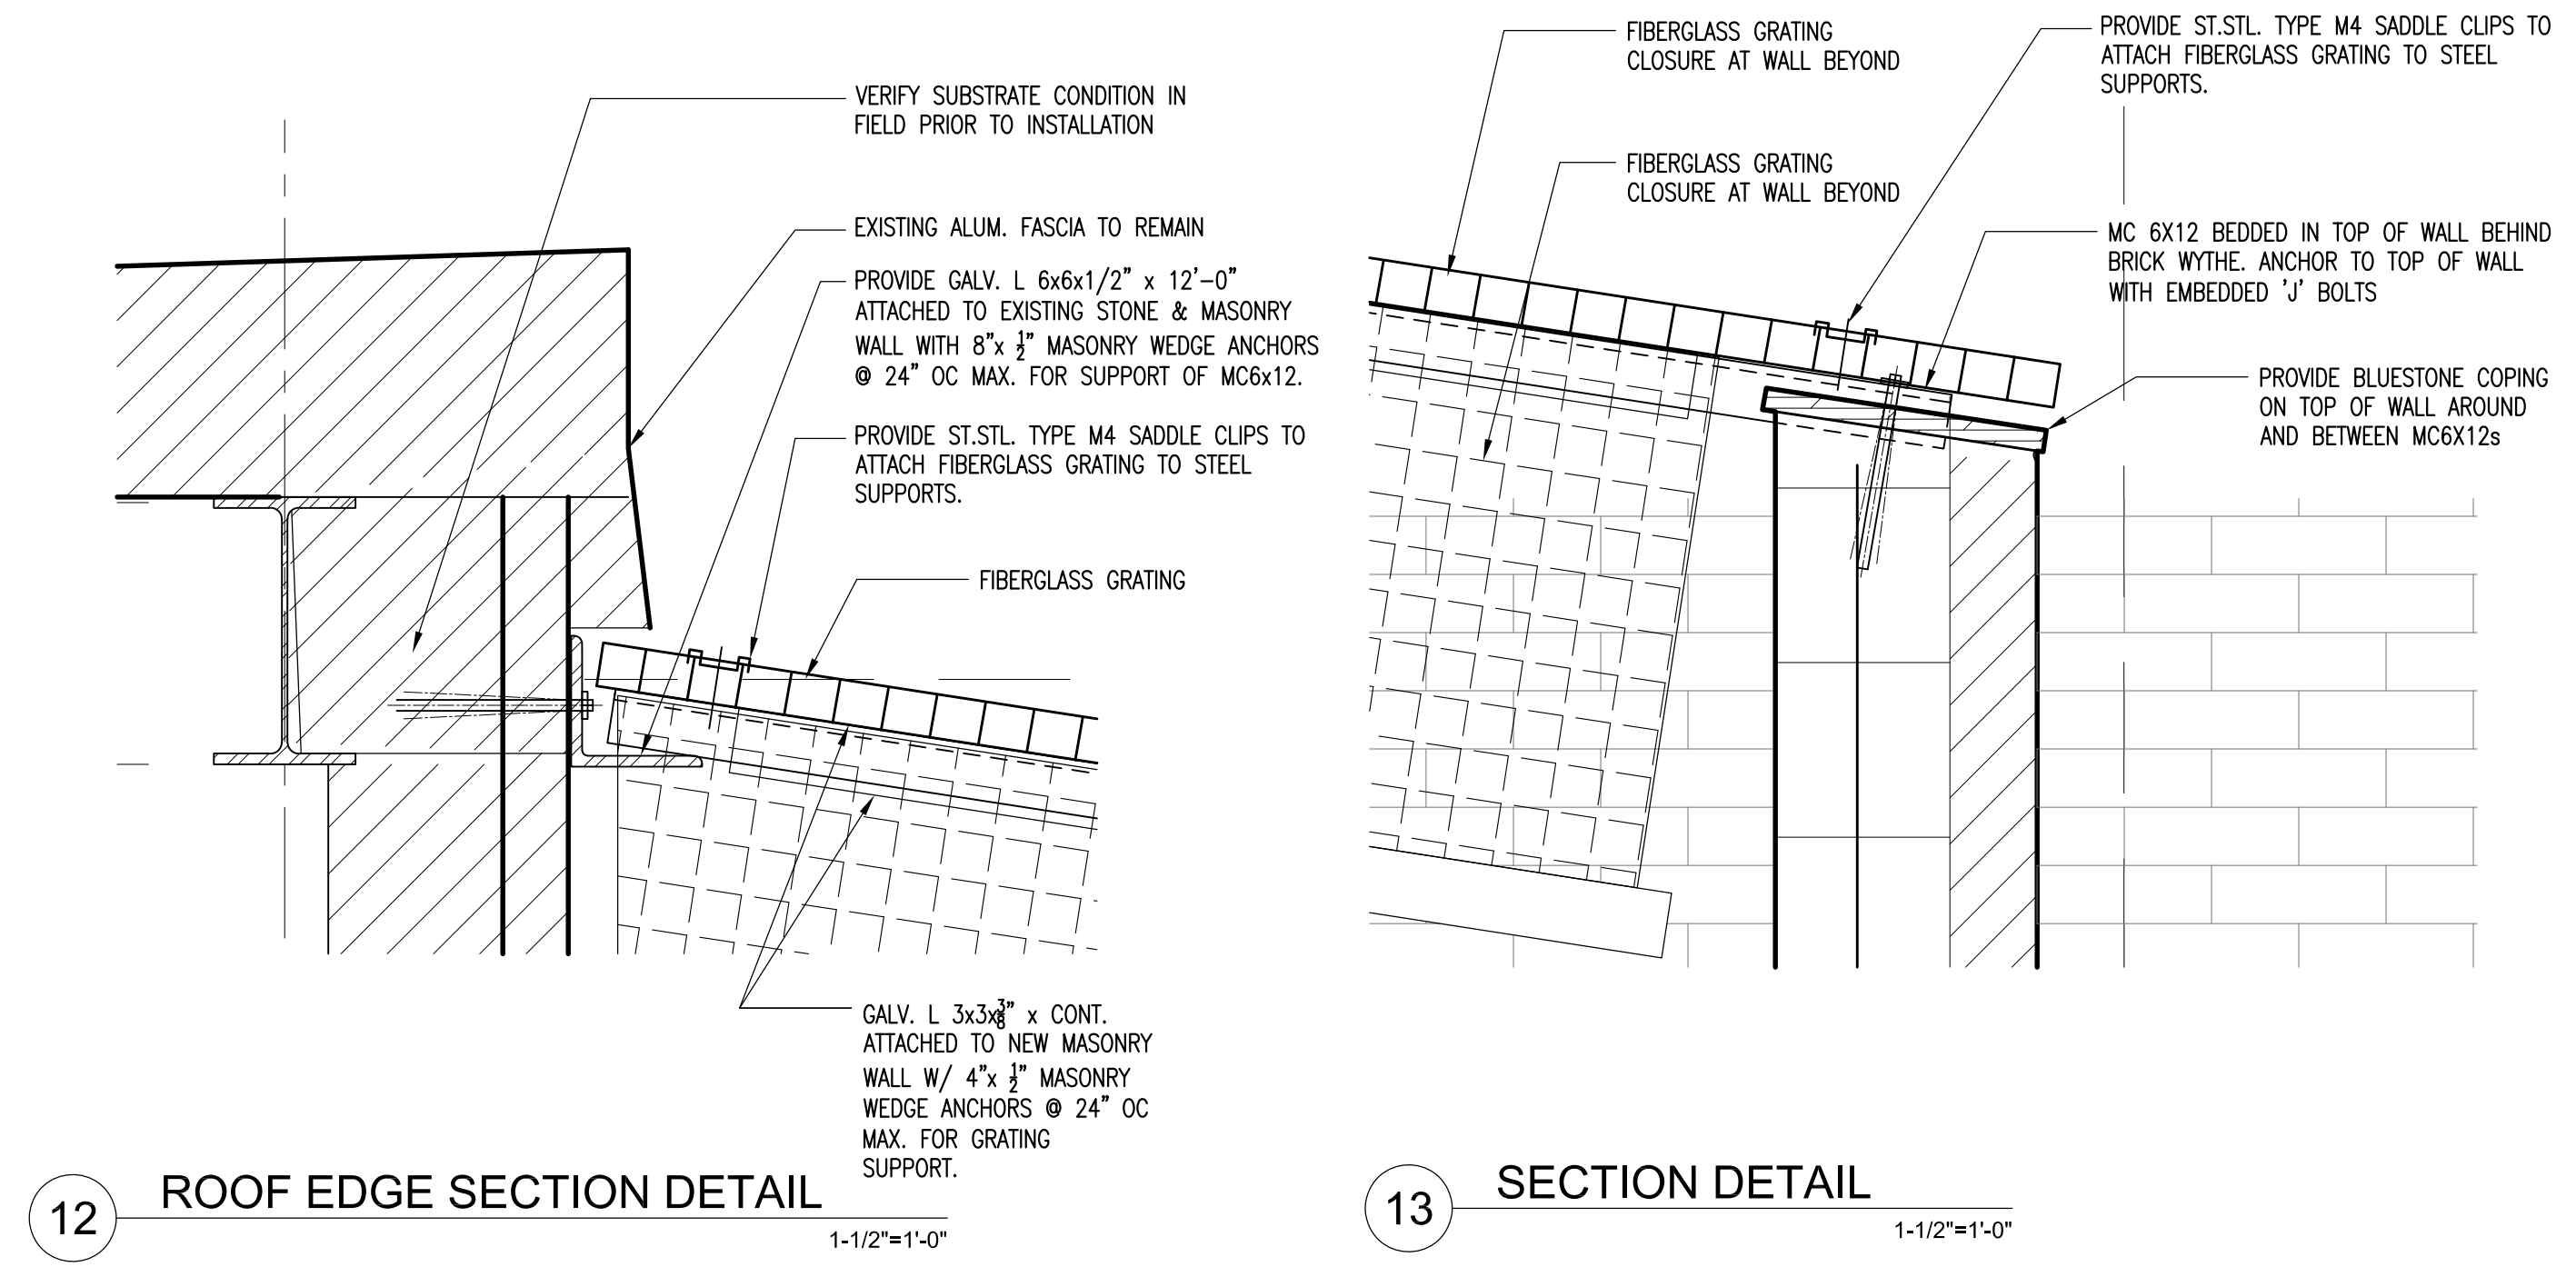 VERIFY SUBSTRATE CONDITION IN
FIELD PRIOR TO INSTALLATION
EXISTING ALUM. FASCIA TO REMAIN
PROVIDE GALV. L 6x6x1/2" x 12'-0"
ATTACHED TO EXISTING STONE & MASONRY
WALL WITH 8"x 1/2" MASONRY WEDGE ANCHORS
@ 24" OC MAX. FOR SUPPORT OF MC6x12.
PROVIDE ST.STL. TYPE M4 SADDLE CLIPS TO
ATTACH FIBERGLASS GRATING TO STEEL
SUPPORTS.
FIBERGLASS GRATING
GALV. L 3x3x3/8" x CONT.
ATTACHED TO NEW MASONRY
WALL W/ 4"x 1/2" MASONRY
WEDGE ANCHORS @ 24" OC
MAX. FOR GRATING
SUPPORT.
12
ROOF EDGE SECTION DETAIL
1-1/2"=1'-0"
FIBERGLASS GRATING
CLOSURE AT WALL BEYOND
FIBERGLASS GRATING
CLOSURE AT WALL BEYOND
PROVIDE ST.STL. TYPE M4 SADDLE CLIPS TO
ATTACH FIBERGLASS GRATING TO STEEL
SUPPORTS.
MC 6X12 BEDDED IN TOP OF WALL BEHIND
BRICK WYTHE. ANCHOR TO TOP OF WALL
WITH EMBEDDED 'J' BOLTS
PROVIDE BLUESTONE COPING
ON TOP OF WALL AROUND
AND BETWEEN MC6X12s
13
SECTION DETAIL
1-1/2"=1'-0"